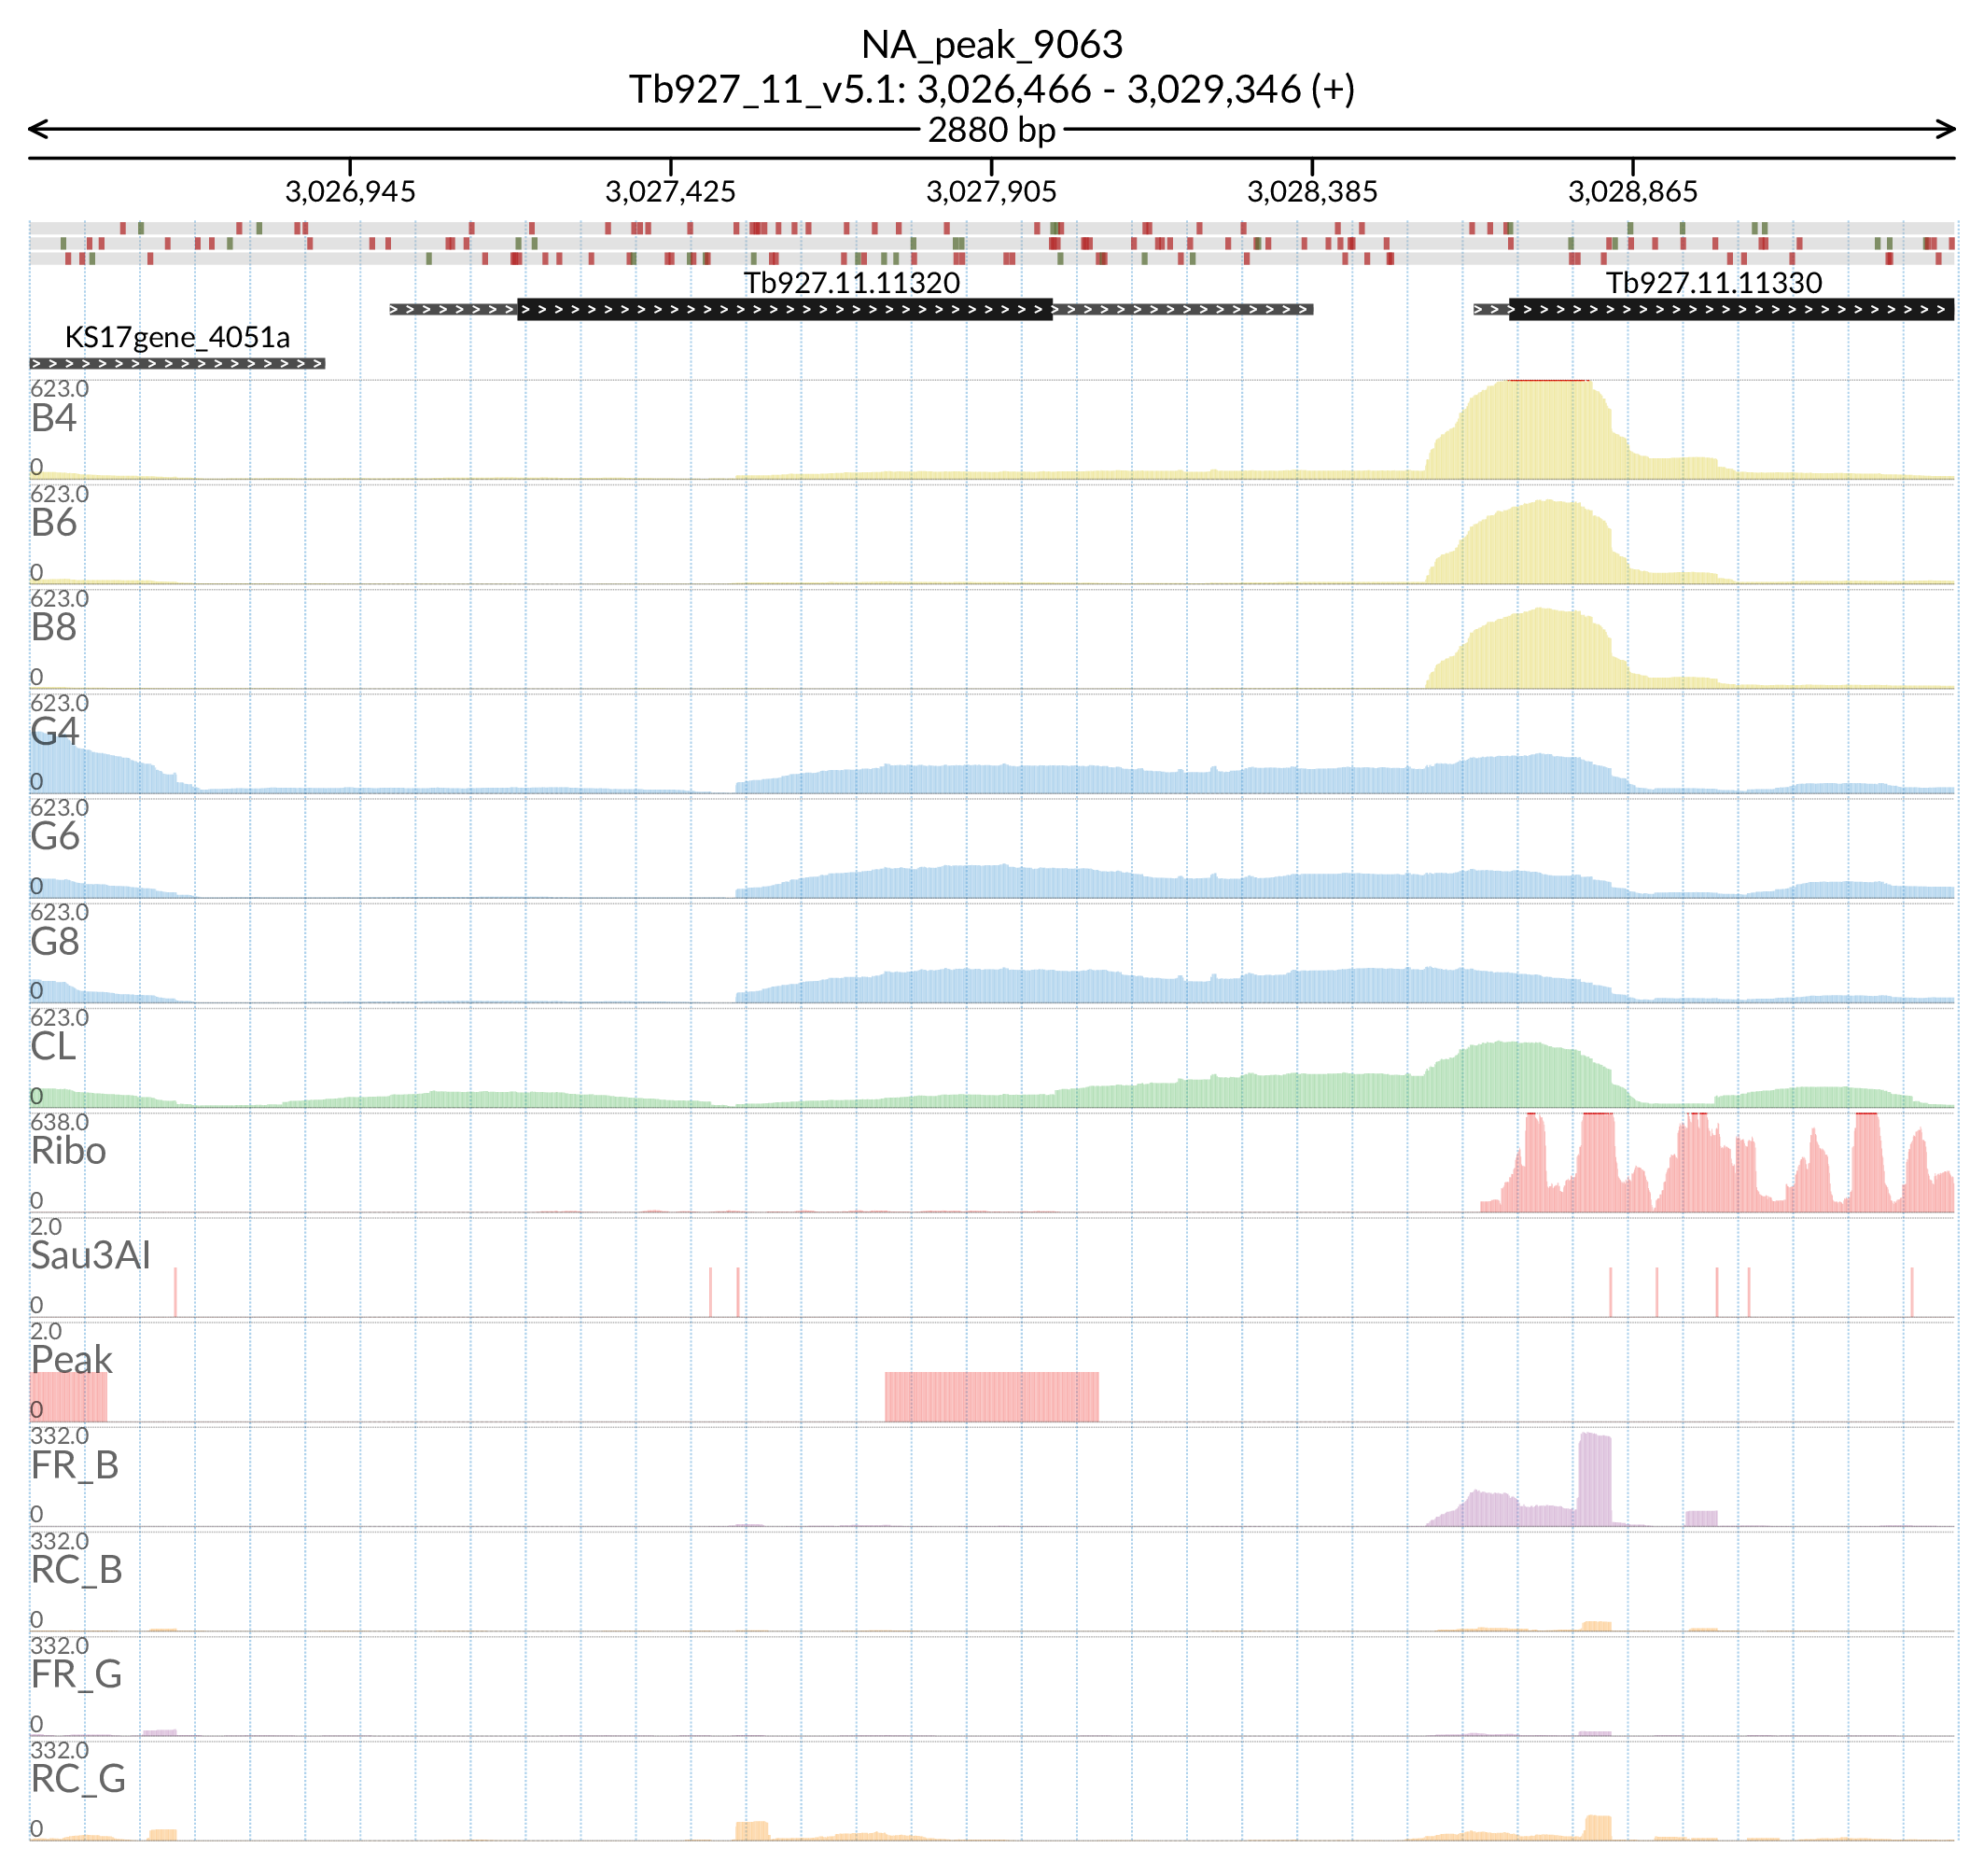 NA_peak_9063
Tb927_11_v5.1: 3,026,466 - 3,029,346 (+)
2880 bp
3,026,945 3,027,425 3,027,905 3,028,385 3,028,865
Tb927.11.11320 Tb927.11.11330
KS17gene_4051a
623.0
B4
0
623.0
B6
0
623.0
B8
0
623.0
G4
0
623.0
G6
0
623.0
G8
0
623.0
CL
0
638.0
Ribo
0
2.0
Sau3AI
0
2.0
Peak
0
332.0
FR_B
0
332.0
RC_B
0
332.0
FR_G
0
332.0
RC_G
0